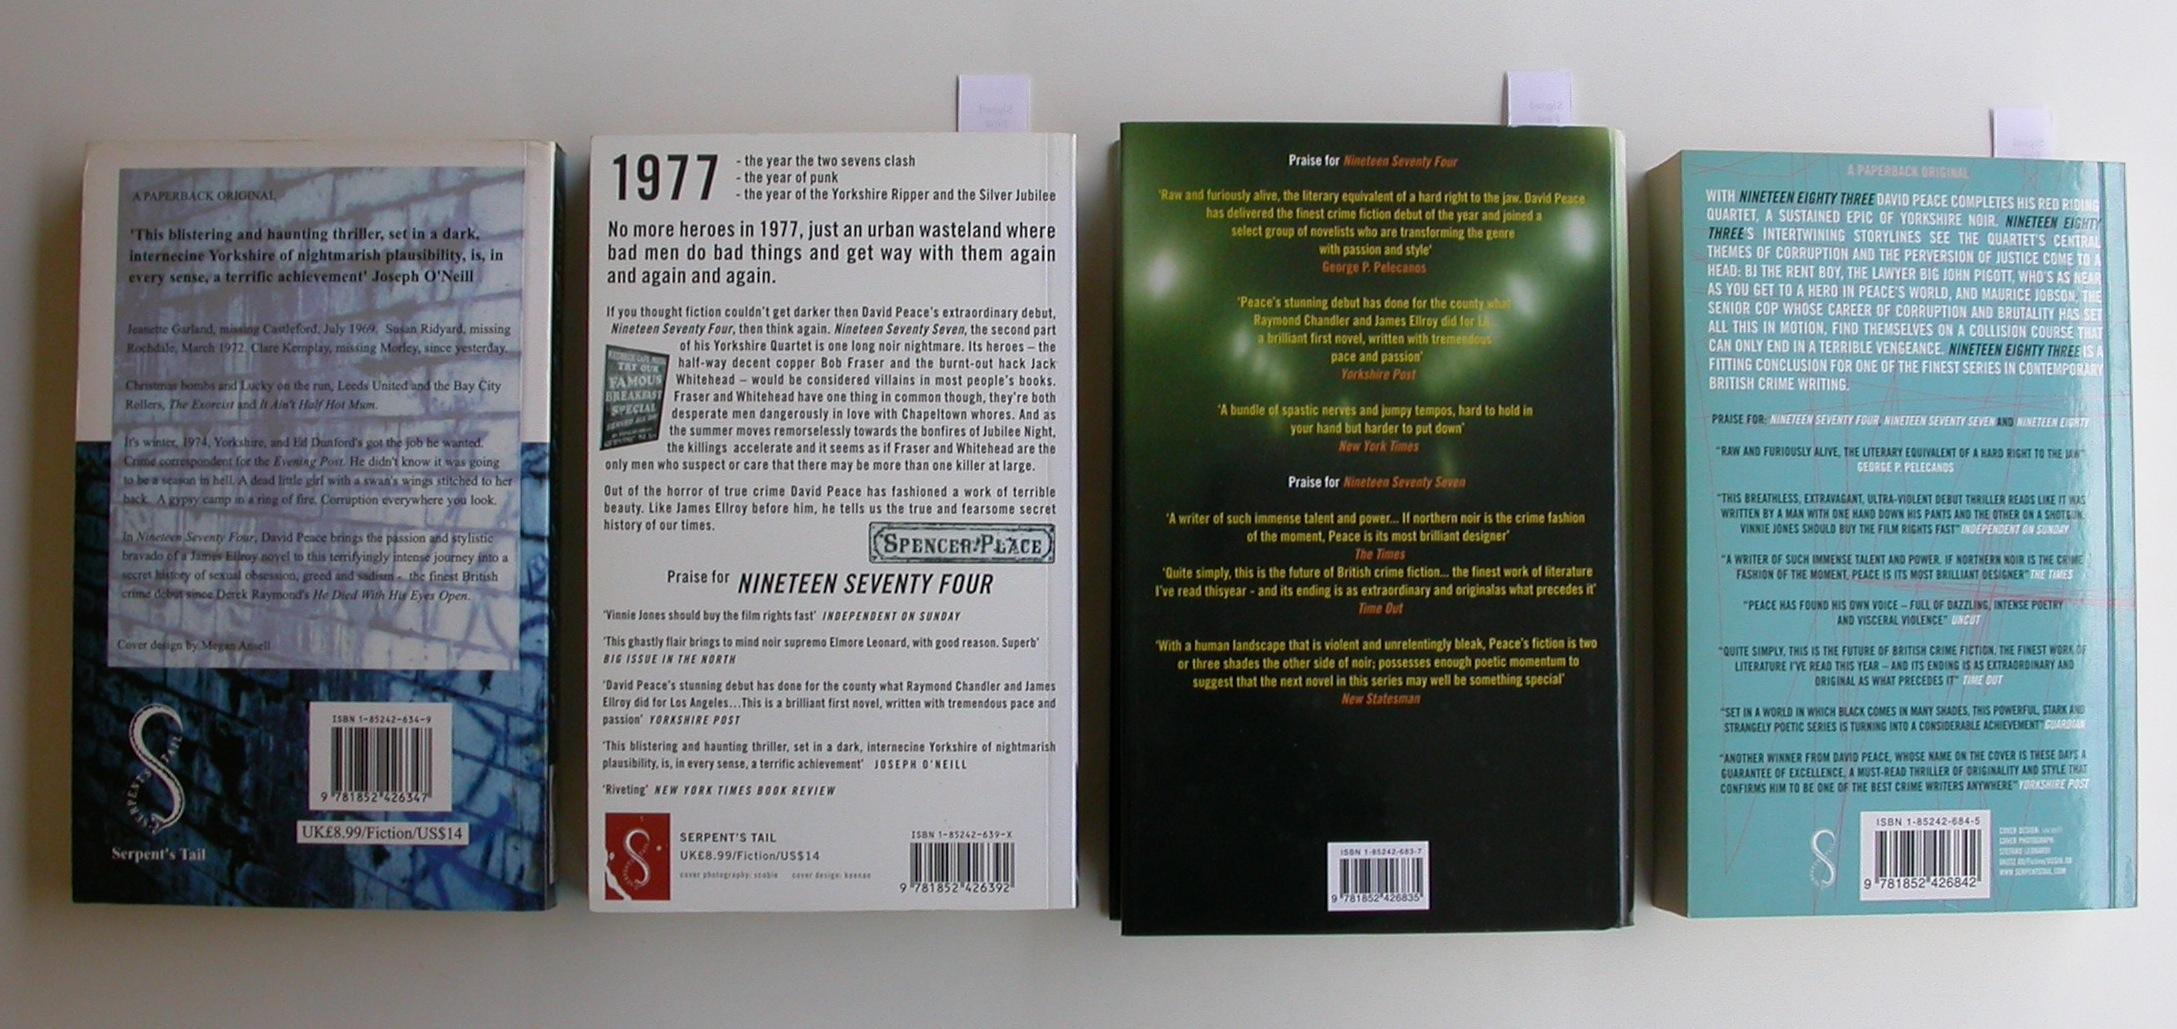 A PAPERBACK ORIGINAL
'This blistering and haunting thriller, set in a dark,
internecine Yorkshire of nightmarish plausibility, is, in
every sense, a terrific achievement' Joseph O'Neill
Jeanette Garland, missing Castleford, July 1969. Susan Ridyard, missing
Rochdale, March 1972. Clare Kemplay, missing Morley, since yesterday.
Christmas bombs and Lucky on the run, Leeds United and the Bay City
Rollers, The Exorcist and It Ain't Half Hot Mum.
It's winter, 1974, Yorkshire, and Ed Dunford's got the job he wanted.
Crime correspondent for the Evening Post. He didn't know it was going
to be a season in hell. A dead little girl with a swan's wings stitched to her
back. A gypsy camp in a ring of fire. Corruption everywhere you look.
In Nineteen Seventy Four, David Peace brings the passion and stylistic
bravado of a James Ellroy novel to this terrifyingly intense journey into a
secret history of sexual obsession, greed and sadism - the finest British
crime debut since Derek Raymond's He Died With His Eyes Open.
Cover design by Megan Ansell
SERPENT'S TAIL
ISBN 1-85242-634-9
9 781852 426347
UK£8.99/Fiction/US$14
Serpent's Tail
1977
- the year the two sevens clash
- the year of punk
- the year of the Yorkshire Ripper and the Silver Jubilee
No more heroes in 1977, just an urban wasteland where
bad men do bad things and get way with them again
and again and again.
If you thought fiction couldn't get darker then David Peace's extraordinary debut,
Nineteen Seventy Four, then think again. Nineteen Seventy Seven, the second part
of his Yorkshire Quartet is one long noir nightmare. Its heroes – the
half-way decent copper Bob Fraser and the burnt-out hack Jack
Whitehead – would be considered villains in most people's books.
Fraser and Whitehead have one thing in common though, they're both
desperate men dangerously in love with Chapeltown whores. And as
the summer moves remorselessly towards the bonfires of Jubilee Night,
the killings accelerate and it seems as if Fraser and Whitehead are the
only men who suspect or care that there may be more than one killer at large.
TRY OUR
FAMOUS
BREAKFAST
SPECIAL
Out of the horror of true crime David Peace has fashioned a work of terrible
beauty. Like James Ellroy before him, he tells us the true and fearsome secret
history of our times.
SPENCER PLACE
Praise for NINETEEN SEVENTY FOUR
'Vinnie Jones should buy the film rights fast' INDEPENDENT ON SUNDAY
'This ghastly flair brings to mind noir supremo Elmore Leonard, with good reason. Superb'
BIG ISSUE IN THE NORTH
'David Peace's stunning debut has done for the county what Raymond Chandler and James
Ellroy did for Los Angeles...This is a brilliant first novel, written with tremendous pace and
passion' YORKSHIRE POST
'This blistering and haunting thriller, set in a dark, internecine Yorkshire of nightmarish
plausibility, is, in every sense, a terrific achievement' JOSEPH O'NEILL
'Riveting' NEW YORK TIMES BOOK REVIEW
SERPENT'S TAIL
UK£8.99/Fiction/US$14
cover photography: scobie cover design: keenan
ISBN 1-85242-639-X
9 781852 426392
Praise for Nineteen Seventy Four
'Raw and furiously alive, the literary equivalent of a hard right to the jaw. David Peace
has delivered the finest crime fiction debut of the year and joined a
select group of novelists who are transforming the genre
with passion and style'
George P. Pelecanos
'Peace's stunning debut has done for the county what
Raymond Chandler and James Ellroy did for LA...
a brilliant first novel, written with tremendous
pace and passion'
Yorkshire Post
'A bundle of spastic nerves and jumpy tempos, hard to hold in
your hand but harder to put down'
New York Times
Praise for Nineteen Seventy Seven
'A writer of such immense talent and power... If northern noir is the crime fashion
of the moment, Peace is its most brilliant designer'
The Times
'Quite simply, this is the future of British crime fiction... the finest work of literature
I've read thisyear - and its ending is as extraordinary and originalas what precedes it'
Time Out
'With a human landscape that is violent and unrelentingly bleak, Peace's fiction is two
or three shades the other side of noir; possesses enough poetic momentum to
suggest that the next novel in this series may well be something special'
New Statesman
ISBN 1-85242-683-7
9 781852 426835
A PAPERBACK ORIGINAL
WITH NINETEEN EIGHTY THREE DAVID PEACE COMPLETES HIS RED RIDING
QUARTET, A SUSTAINED EPIC OF YORKSHIRE NOIR. NINETEEN EIGHTY
THREE'S INTERTWINING STORYLINES SEE THE QUARTET'S CENTRAL
THEMES OF CORRUPTION AND THE PERVERSION OF JUSTICE COME TO A
HEAD: BJ THE RENT BOY, THE LAWYER BIG JOHN PIGOTT, WHO'S AS NEAR
AS YOU GET TO A HERO IN PEACE'S WORLD, AND MAURICE JOBSON, THE
SENIOR COP WHOSE CAREER OF CORRUPTION AND BRUTALITY HAS SET
ALL THIS IN MOTION, FIND THEMSELVES ON A COLLISION COURSE THAT
CAN ONLY END IN A TERRIBLE VENGEANCE. NINETEEN EIGHTY THREE IS A
FITTING CONCLUSION FOR ONE OF THE FINEST SERIES IN CONTEMPORARY
BRITISH CRIME WRITING.
PRAISE FOR: NINETEEN SEVENTY FOUR, NINETEEN SEVENTY SEVEN AND NINETEEN EIGHTY
"RAW AND FURIOUSLY ALIVE, THE LITERARY EQUIVALENT OF A HARD RIGHT TO THE JAW"
GEORGE P. PELECANOS
"THIS BREATHLESS, EXTRAVAGANT, ULTRA-VIOLENT DEBUT THRILLER READS LIKE IT WAS
WRITTEN BY A MAN WITH ONE HAND DOWN HIS PANTS AND THE OTHER ON A SHOTGUN.
VINNIE JONES SHOULD BUY THE FILM RIGHTS FAST" INDEPENDENT ON SUNDAY
"A WRITER OF SUCH IMMENSE TALENT AND POWER. IF NORTHERN NOIR IS THE CRIME
FASHION OF THE MOMENT, PEACE IS ITS MOST BRILLIANT DESIGNER" THE TIMES
"PEACE HAS FOUND HIS OWN VOICE – FULL OF DAZZLING, INTENSE POETRY
AND VISCERAL VIOLENCE" UNCUT
"QUITE SIMPLY, THIS IS THE FUTURE OF BRITISH CRIME FICTION. THE FINEST WORK OF
LITERATURE I'VE READ THIS YEAR – AND ITS ENDING IS AS EXTRAORDINARY AND
ORIGINAL AS WHAT PRECEDES IT" TIME OUT
"SET IN A WORLD IN WHICH BLACK COMES IN MANY SHADES, THIS POWERFUL, STARK AND
STRANGELY POETIC SERIES IS TURNING INTO A CONSIDERABLE ACHIEVEMENT" GUARDIAN
"ANOTHER WINNER FROM DAVID PEACE, WHOSE NAME ON THE COVER IS THESE DAYS A
GUARANTEE OF EXCELLENCE, A MUST-READ THRILLER OF ORIGINALITY AND STYLE THAT
CONFIRMS HIM TO BE ONE OF THE BEST CRIME WRITERS ANYWHERE" YORKSHIRE POST
ISBN 1-85242-684-5
9 781852 426842
COVER DESIGN:
COVER PHOTOGRAPH:
STEFANO LEONARDI
WWW.SERPENTSTAIL.COM